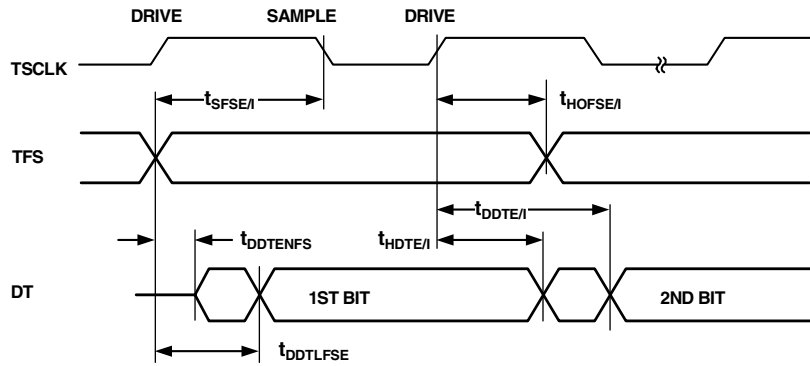 DRIVE SAMPLE DRIVE
TSCLK
tSFSE/I tHOFSE/I
TFS
tDDTE/I
tDDTENFS tHDTE/I
DT 1ST BIT 2ND BIT
tDDTLFSE